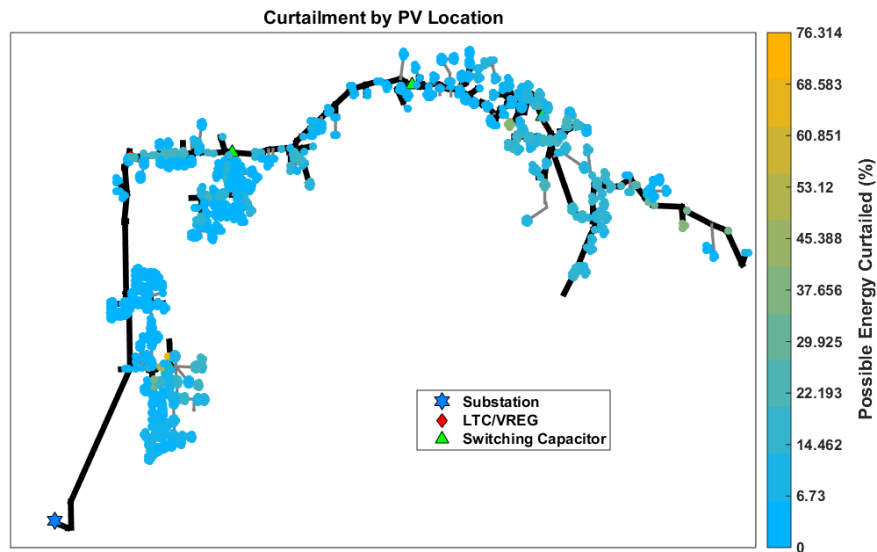 Curtailment by PV Location
76.314
68.583
60.851
53.12
45.388
37.656
29.925
22.193
14.462
6.73
0
Possible Energy Curtailed (%)
Substation
LTC/VREG
Switching Capacitor